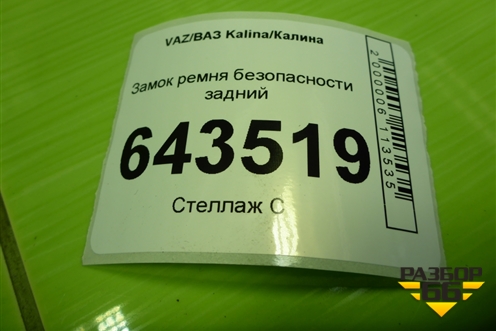 VAZ/ВАЗ Kalina/Калина
Замок ремня безопасности
задний
643519
Стеллаж С
2000006113535
РАЗБОР
66